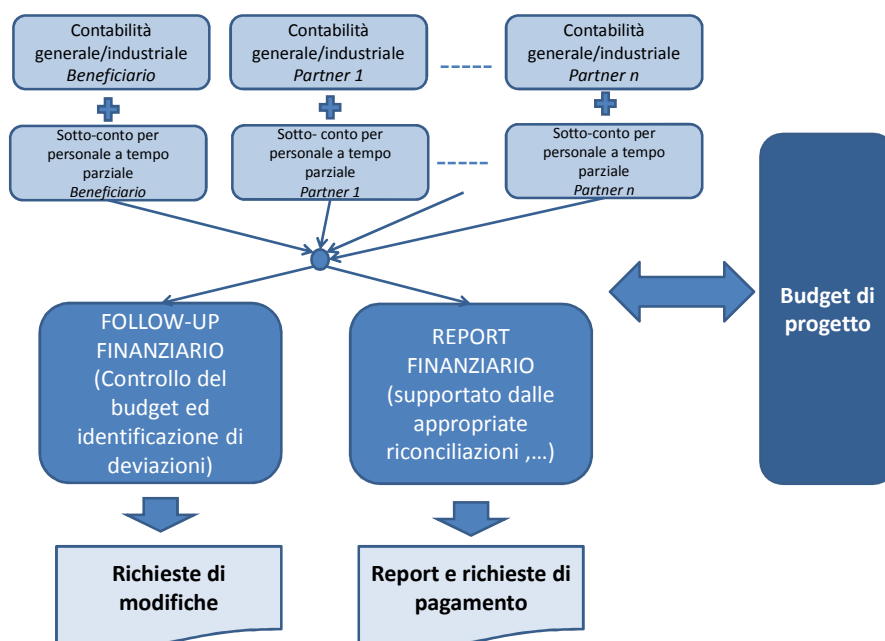 Contabilità
generale/industriale
Beneficiario
Contabilità
generale/industriale
Partner 1
Contabilità
generale/industriale
Partner n
Sotto-conto per
personale a tempo
parziale
Beneficiario
Sotto- conto per
personale a tempo
parziale
Partner 1
Sotto-conto per
personale a tempo
parziale
Partner n
FOLLOW-UP
FINANZIARIO
(Controllo del
budget ed
identificazione di
deviazioni)
REPORT
FINANZIARIO
(supportato dalle
appropriate
riconciliazioni ,...)
Budget di
progetto
Richieste di
modifiche
Report e richieste di
pagamento